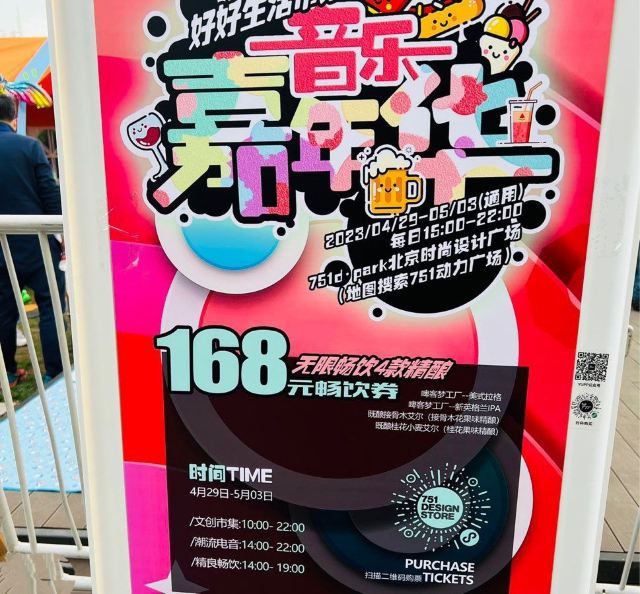 好好生活
音乐
嘉年华
2023/04/29-05/03(通用)
每日15:00-22:00
751d·park北京时尚设计广场
(地图搜索751动力广场)
168
无限畅饮4款精酿
元畅饮券
啤客梦工厂--美式拉格
啤客梦工厂--新英格兰IPA
既酿接骨木艾尔（接骨木花果味精酿）
既酿桂花小麦艾尔（桂花果味精酿）
时间TIME
4月29日-5月03日
/文创市集:10:00- 22:00
/潮流电音:14:00- 22:00
/精良畅饮:14:00- 19:00
751
DESIGN
STORE
PURCHASE
扫描二维码购票 TICKETS